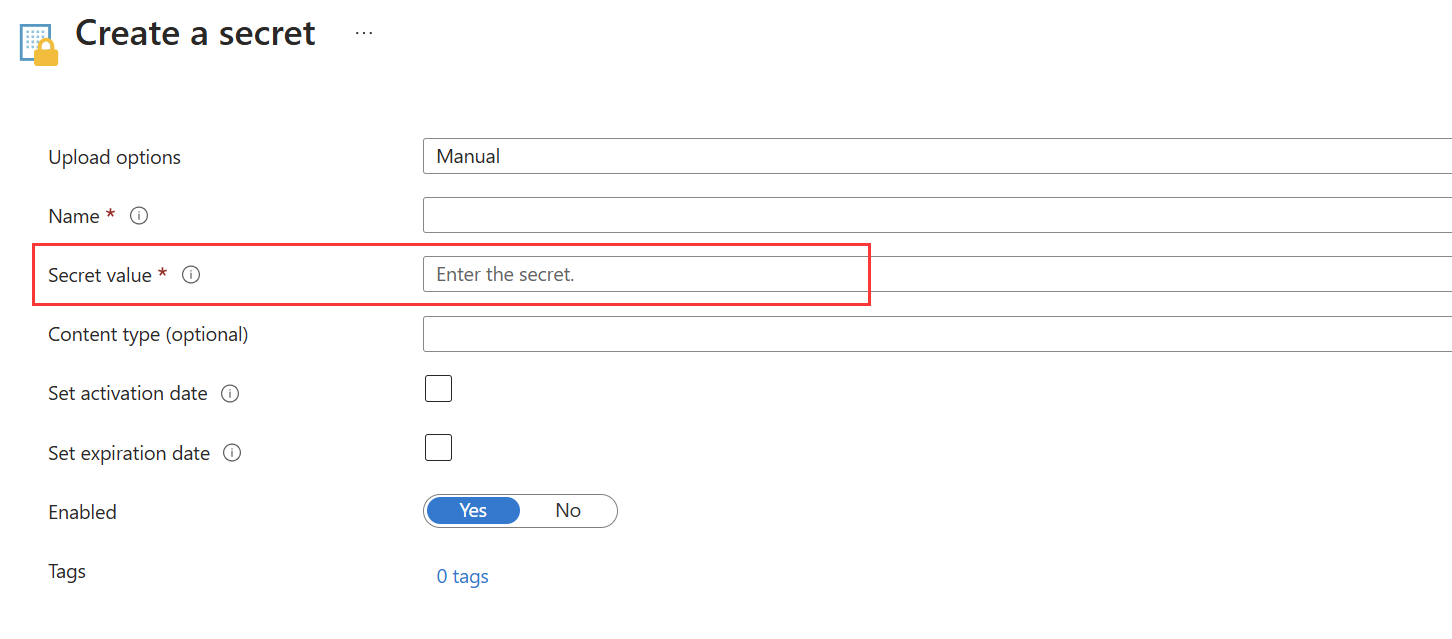 Create a secret ...
Upload options Manual
Name *
Secret value * Enter the secret.
Content type (optional)
Set activation date
Set expiration date
Enabled Yes No
Tags 0 tags